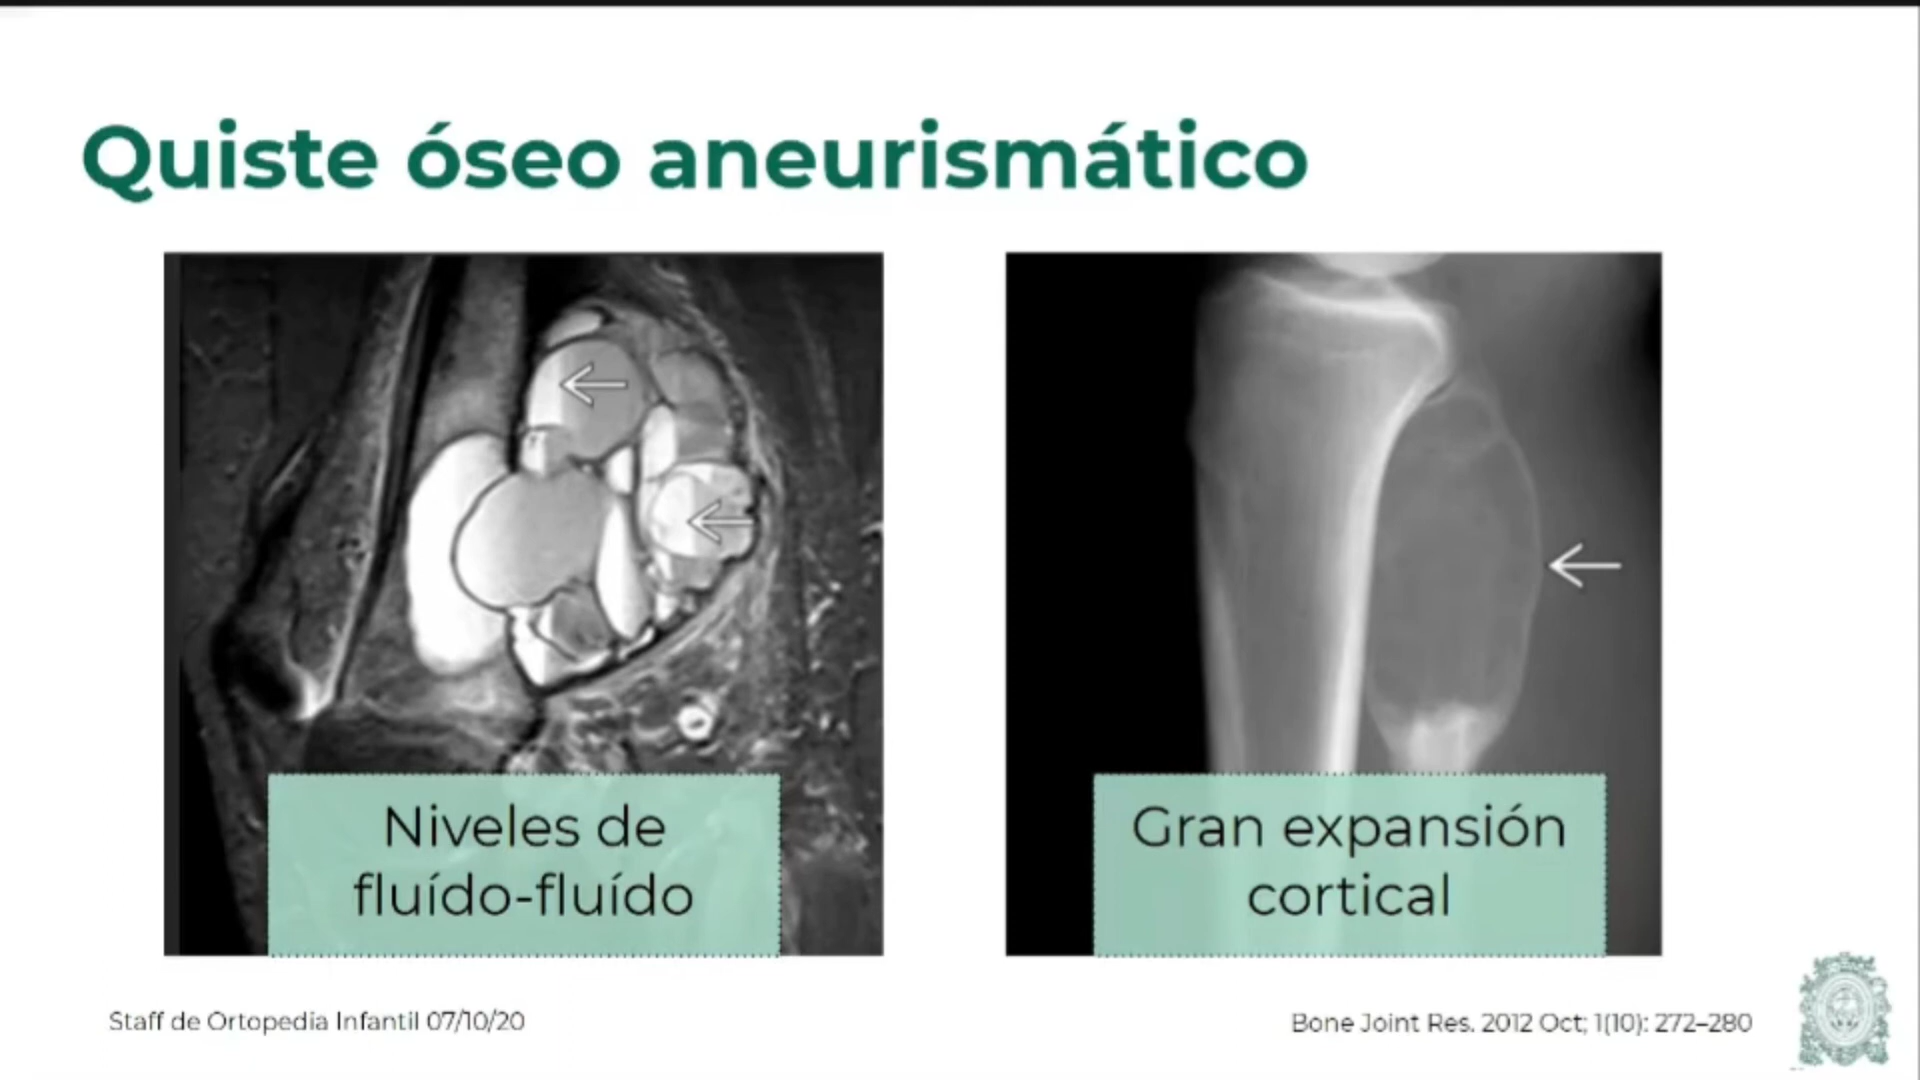 Quiste óseo aneurismático
Niveles de
fluído-fluído
Gran expansión
cortical
Staff de Ortopedia Infantil 07/10/20
Bone Joint Res. 2012 Oct; 1(10): 272–280